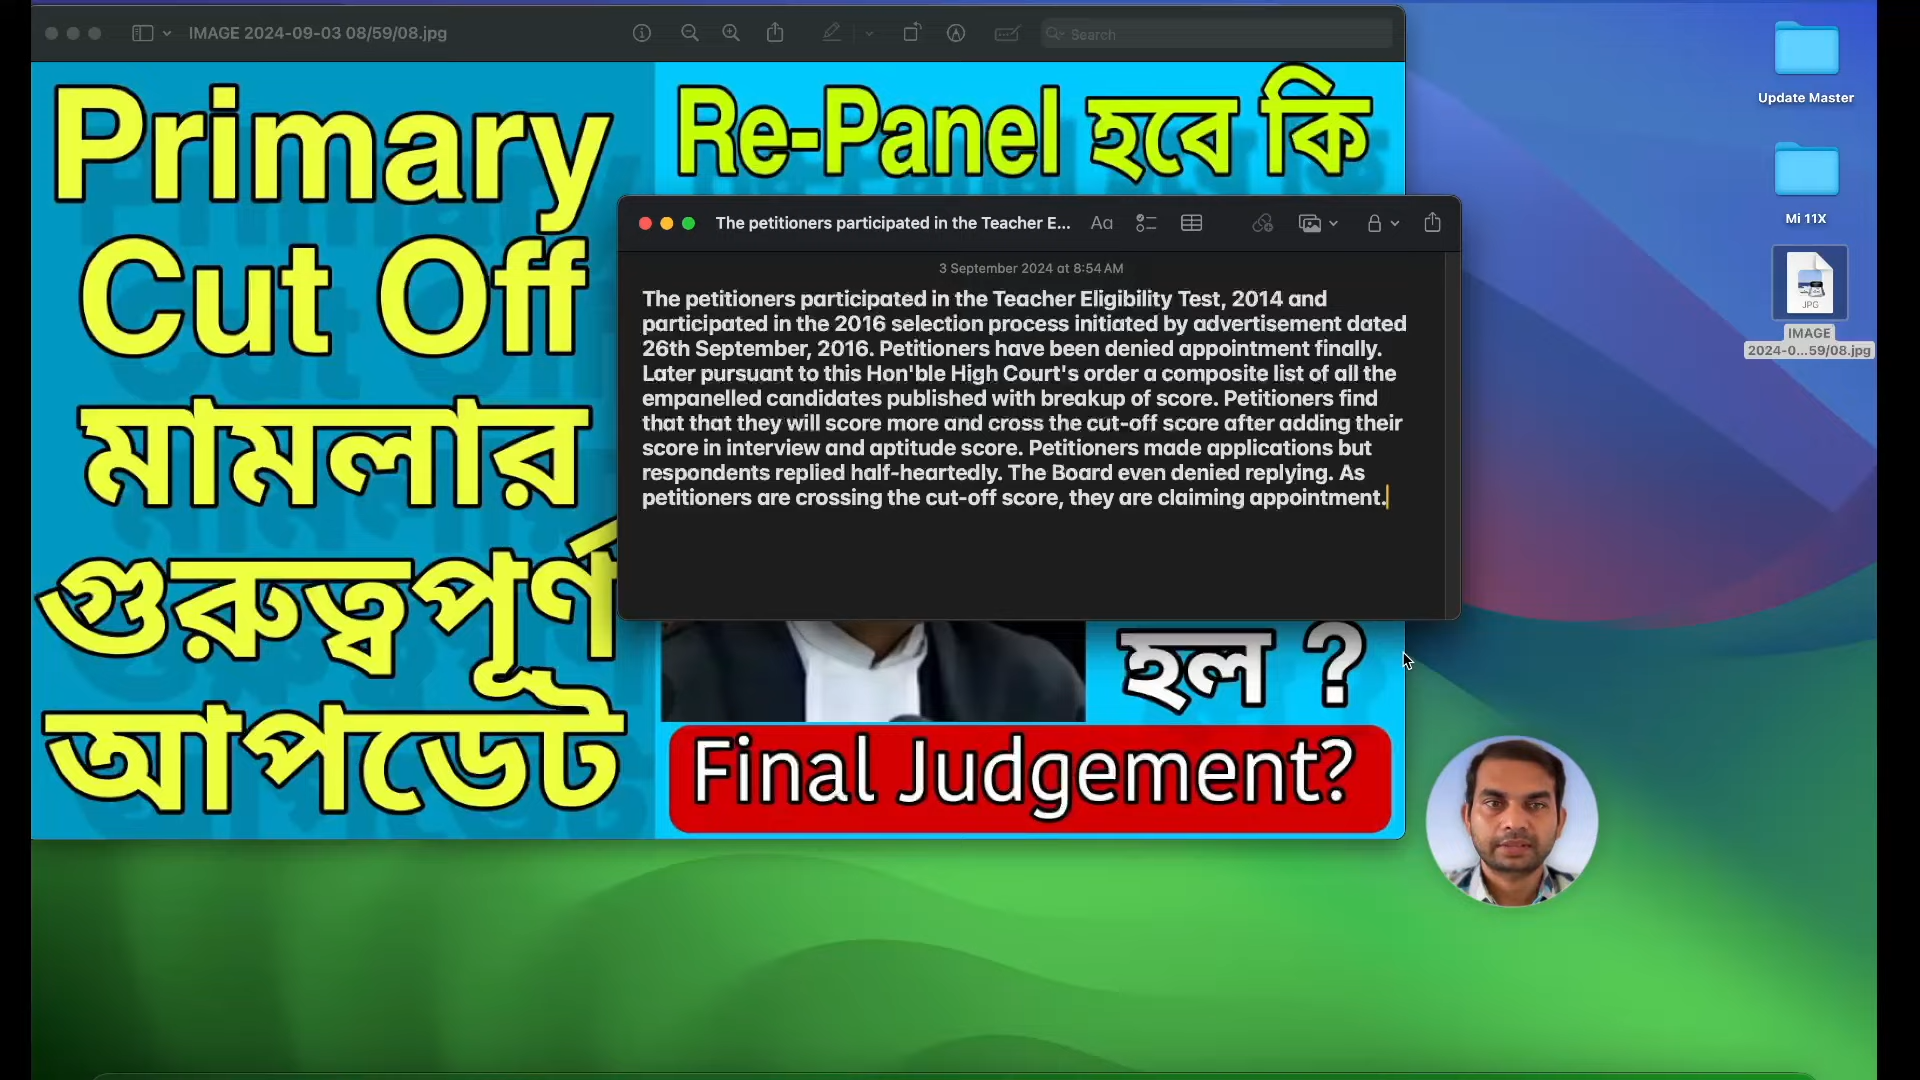 IMAGE 2024-09-03 08/59/08.jpg
Search
Primary
Cut Off
মামলার
গুরুত্বপূর্ণ
আপডেট
Re-Panel হবে কি
The petitioners participated in the Teacher E...
Aa
3 September 2024 at 8:54 AM
The petitioners participated in the Teacher Eligibility Test, 2014 and
participated in the 2016 selection process initiated by advertisement dated
26th September, 2016. Petitioners have been denied appointment finally.
Later pursuant to this Hon'ble High Court's order a composite list of all the
empanelled candidates published with breakup of score. Petitioners find
that that they will score more and cross the cut-off score after adding their
score in interview and aptitude score. Petitioners made applications but
respondents replied half-heartedly. The Board even denied replying. As
petitioners are crossing the cut-off score, they are claiming appointment.
হল ?
Final Judgement?
Update Master
Mi 11X
JPG
IMAGE
2024-0...59/08.jpg